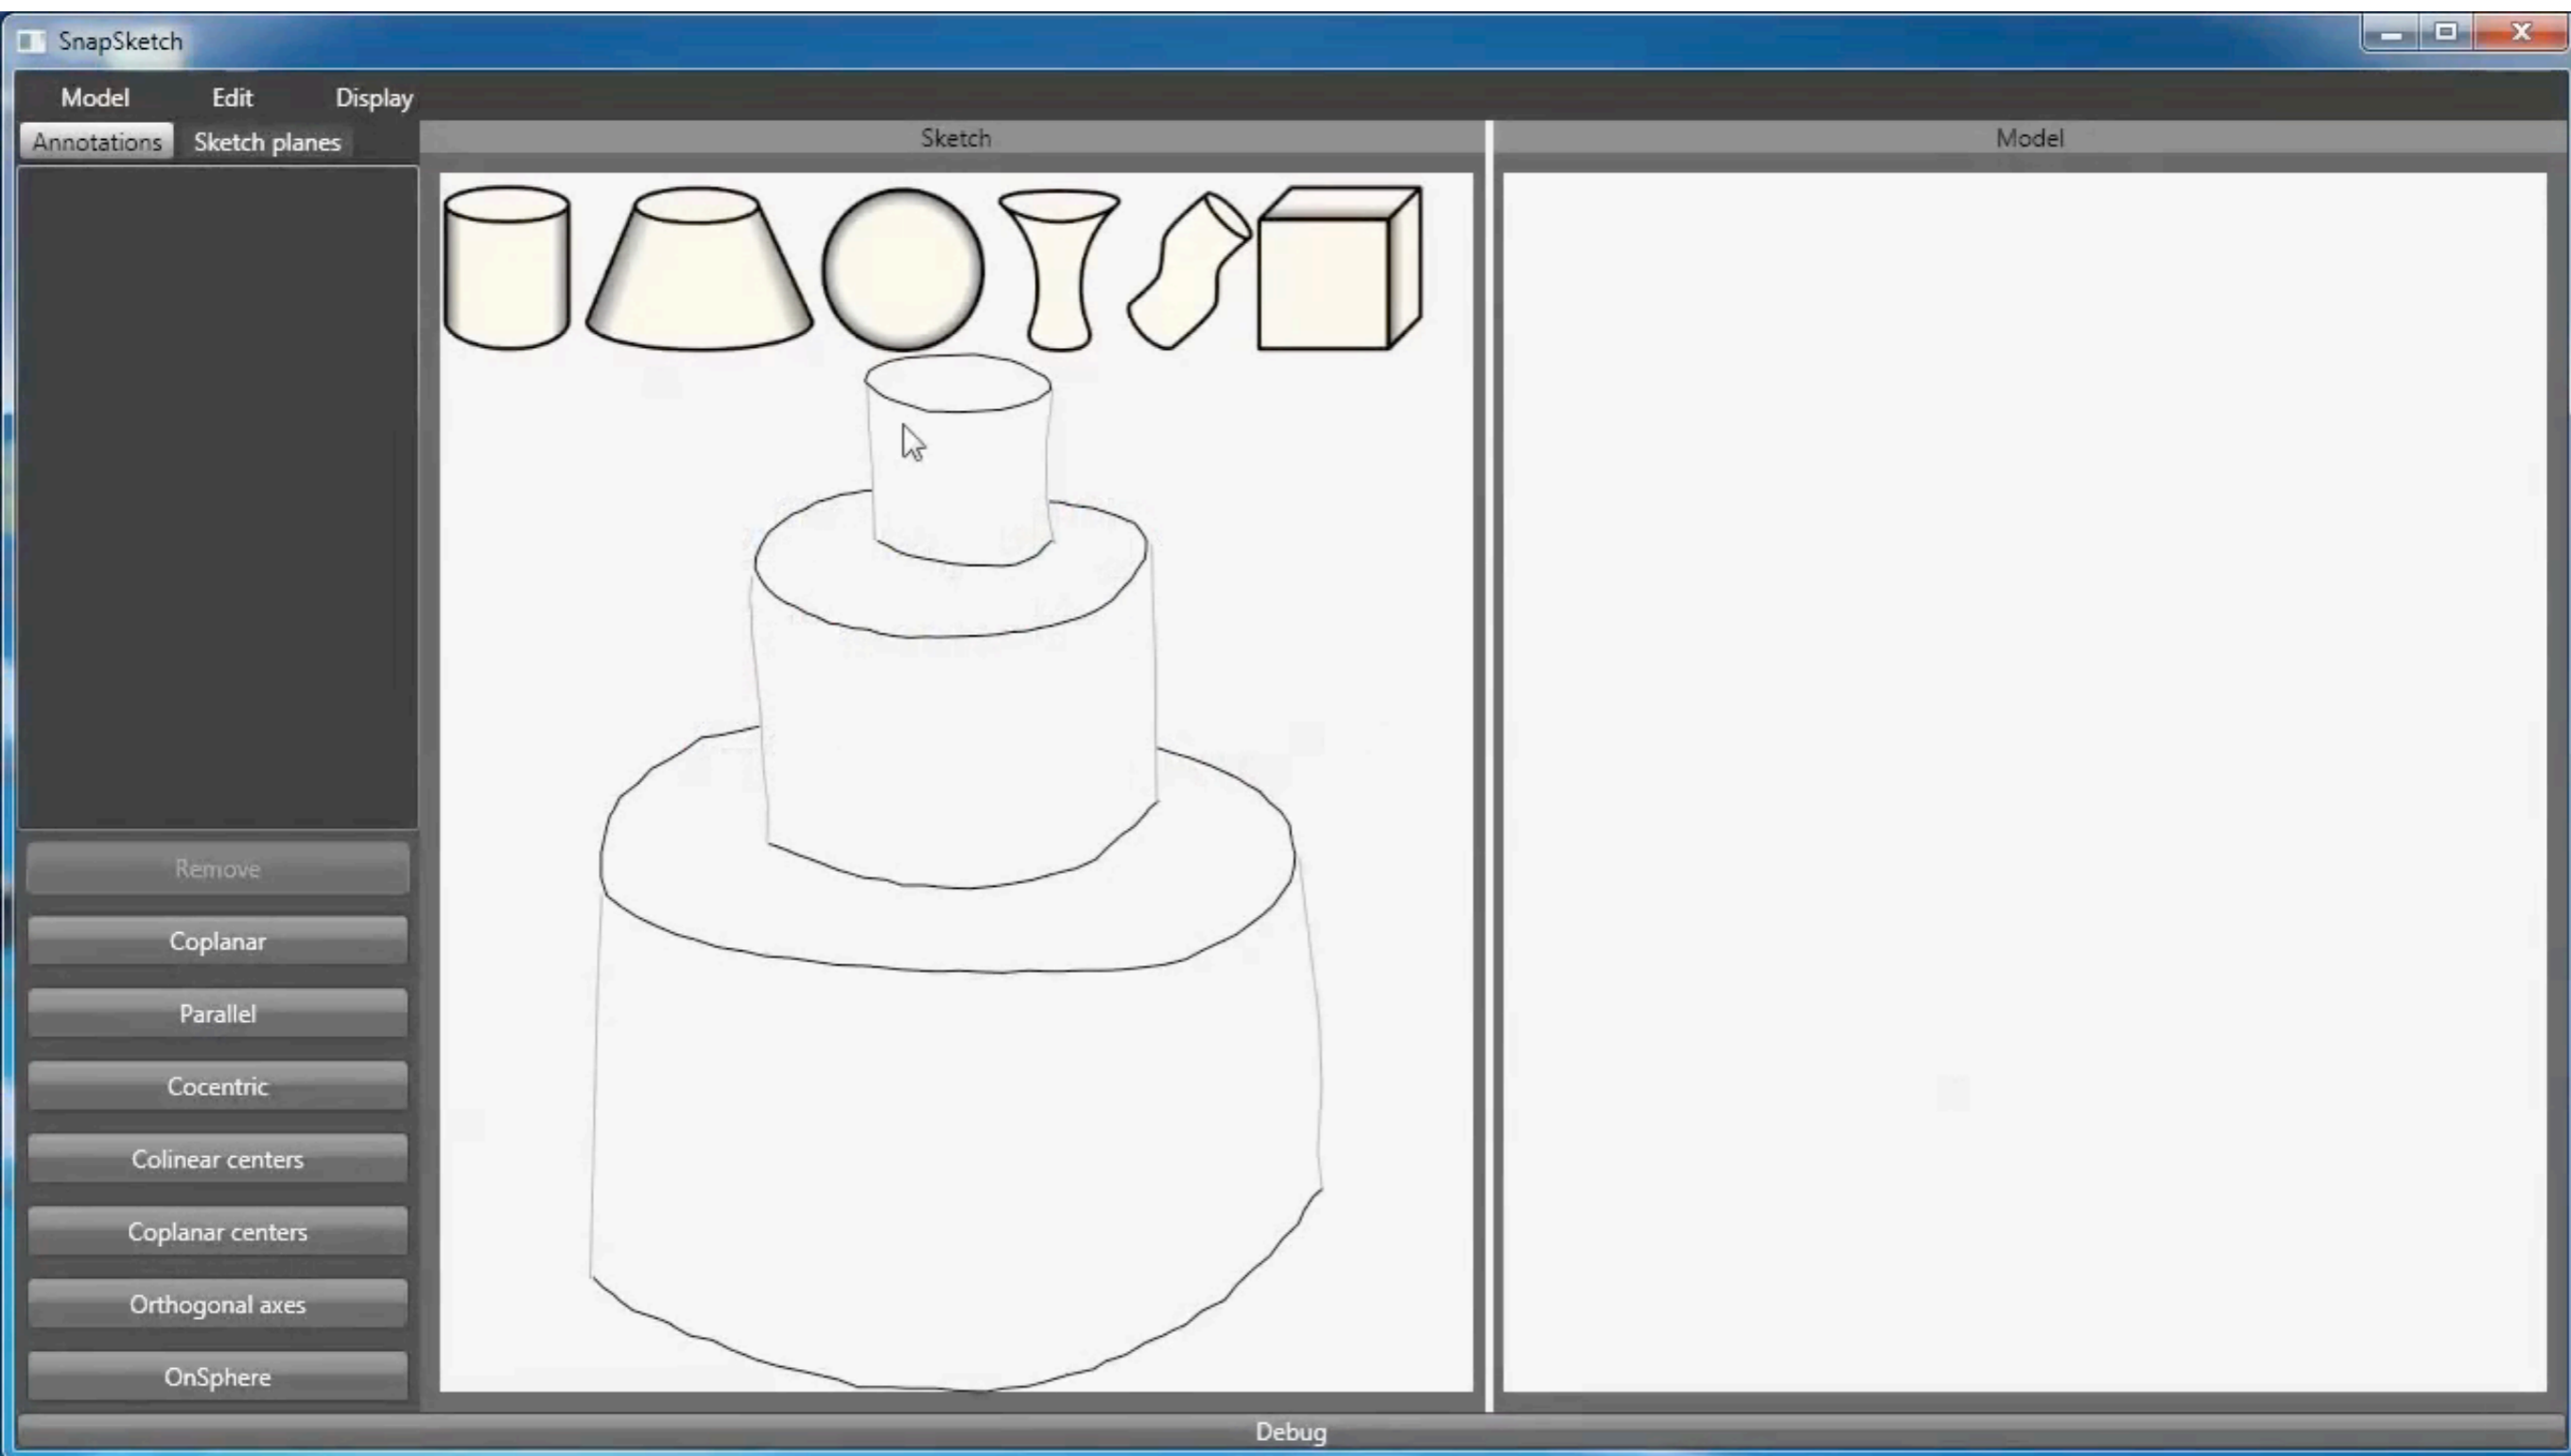 SnapSketch
Model Edit Display
Annotations Sketch planes
Sketch
Model
Remove
Coplanar
Parallel
Cocentric
Colinear centers
Coplanar centers
Orthogonal axes
OnSphere
Debug